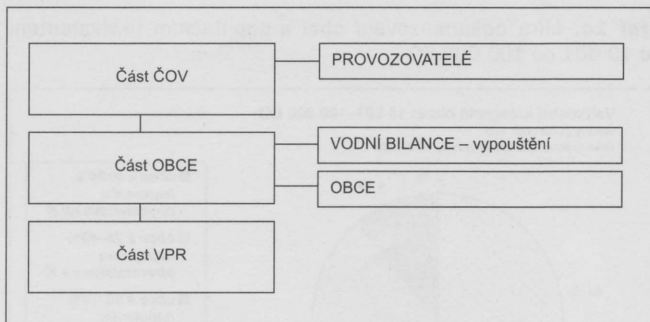 Část ČOV
PROVOZOVATELÉ
Část OBCE
VODNÍ BILANCE – vypouštění
OBCE
Část VPR